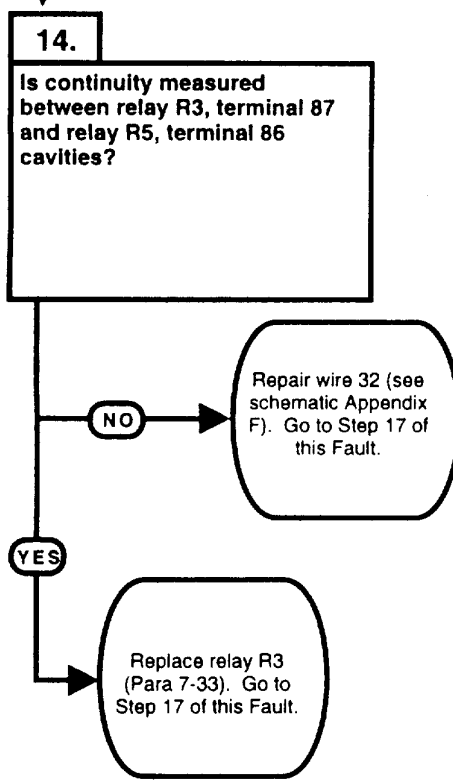 14.
Is continuity measured
between relay R3, terminal 87
and relay R5, terminal 86
cavities?
NO
Repair wire 32 (see
schematic Appendix
F). Go to Step 17 of
this Fault.
YES
Replace relay R3
(Para 7-33). Go to
Step 17 of this Fault.